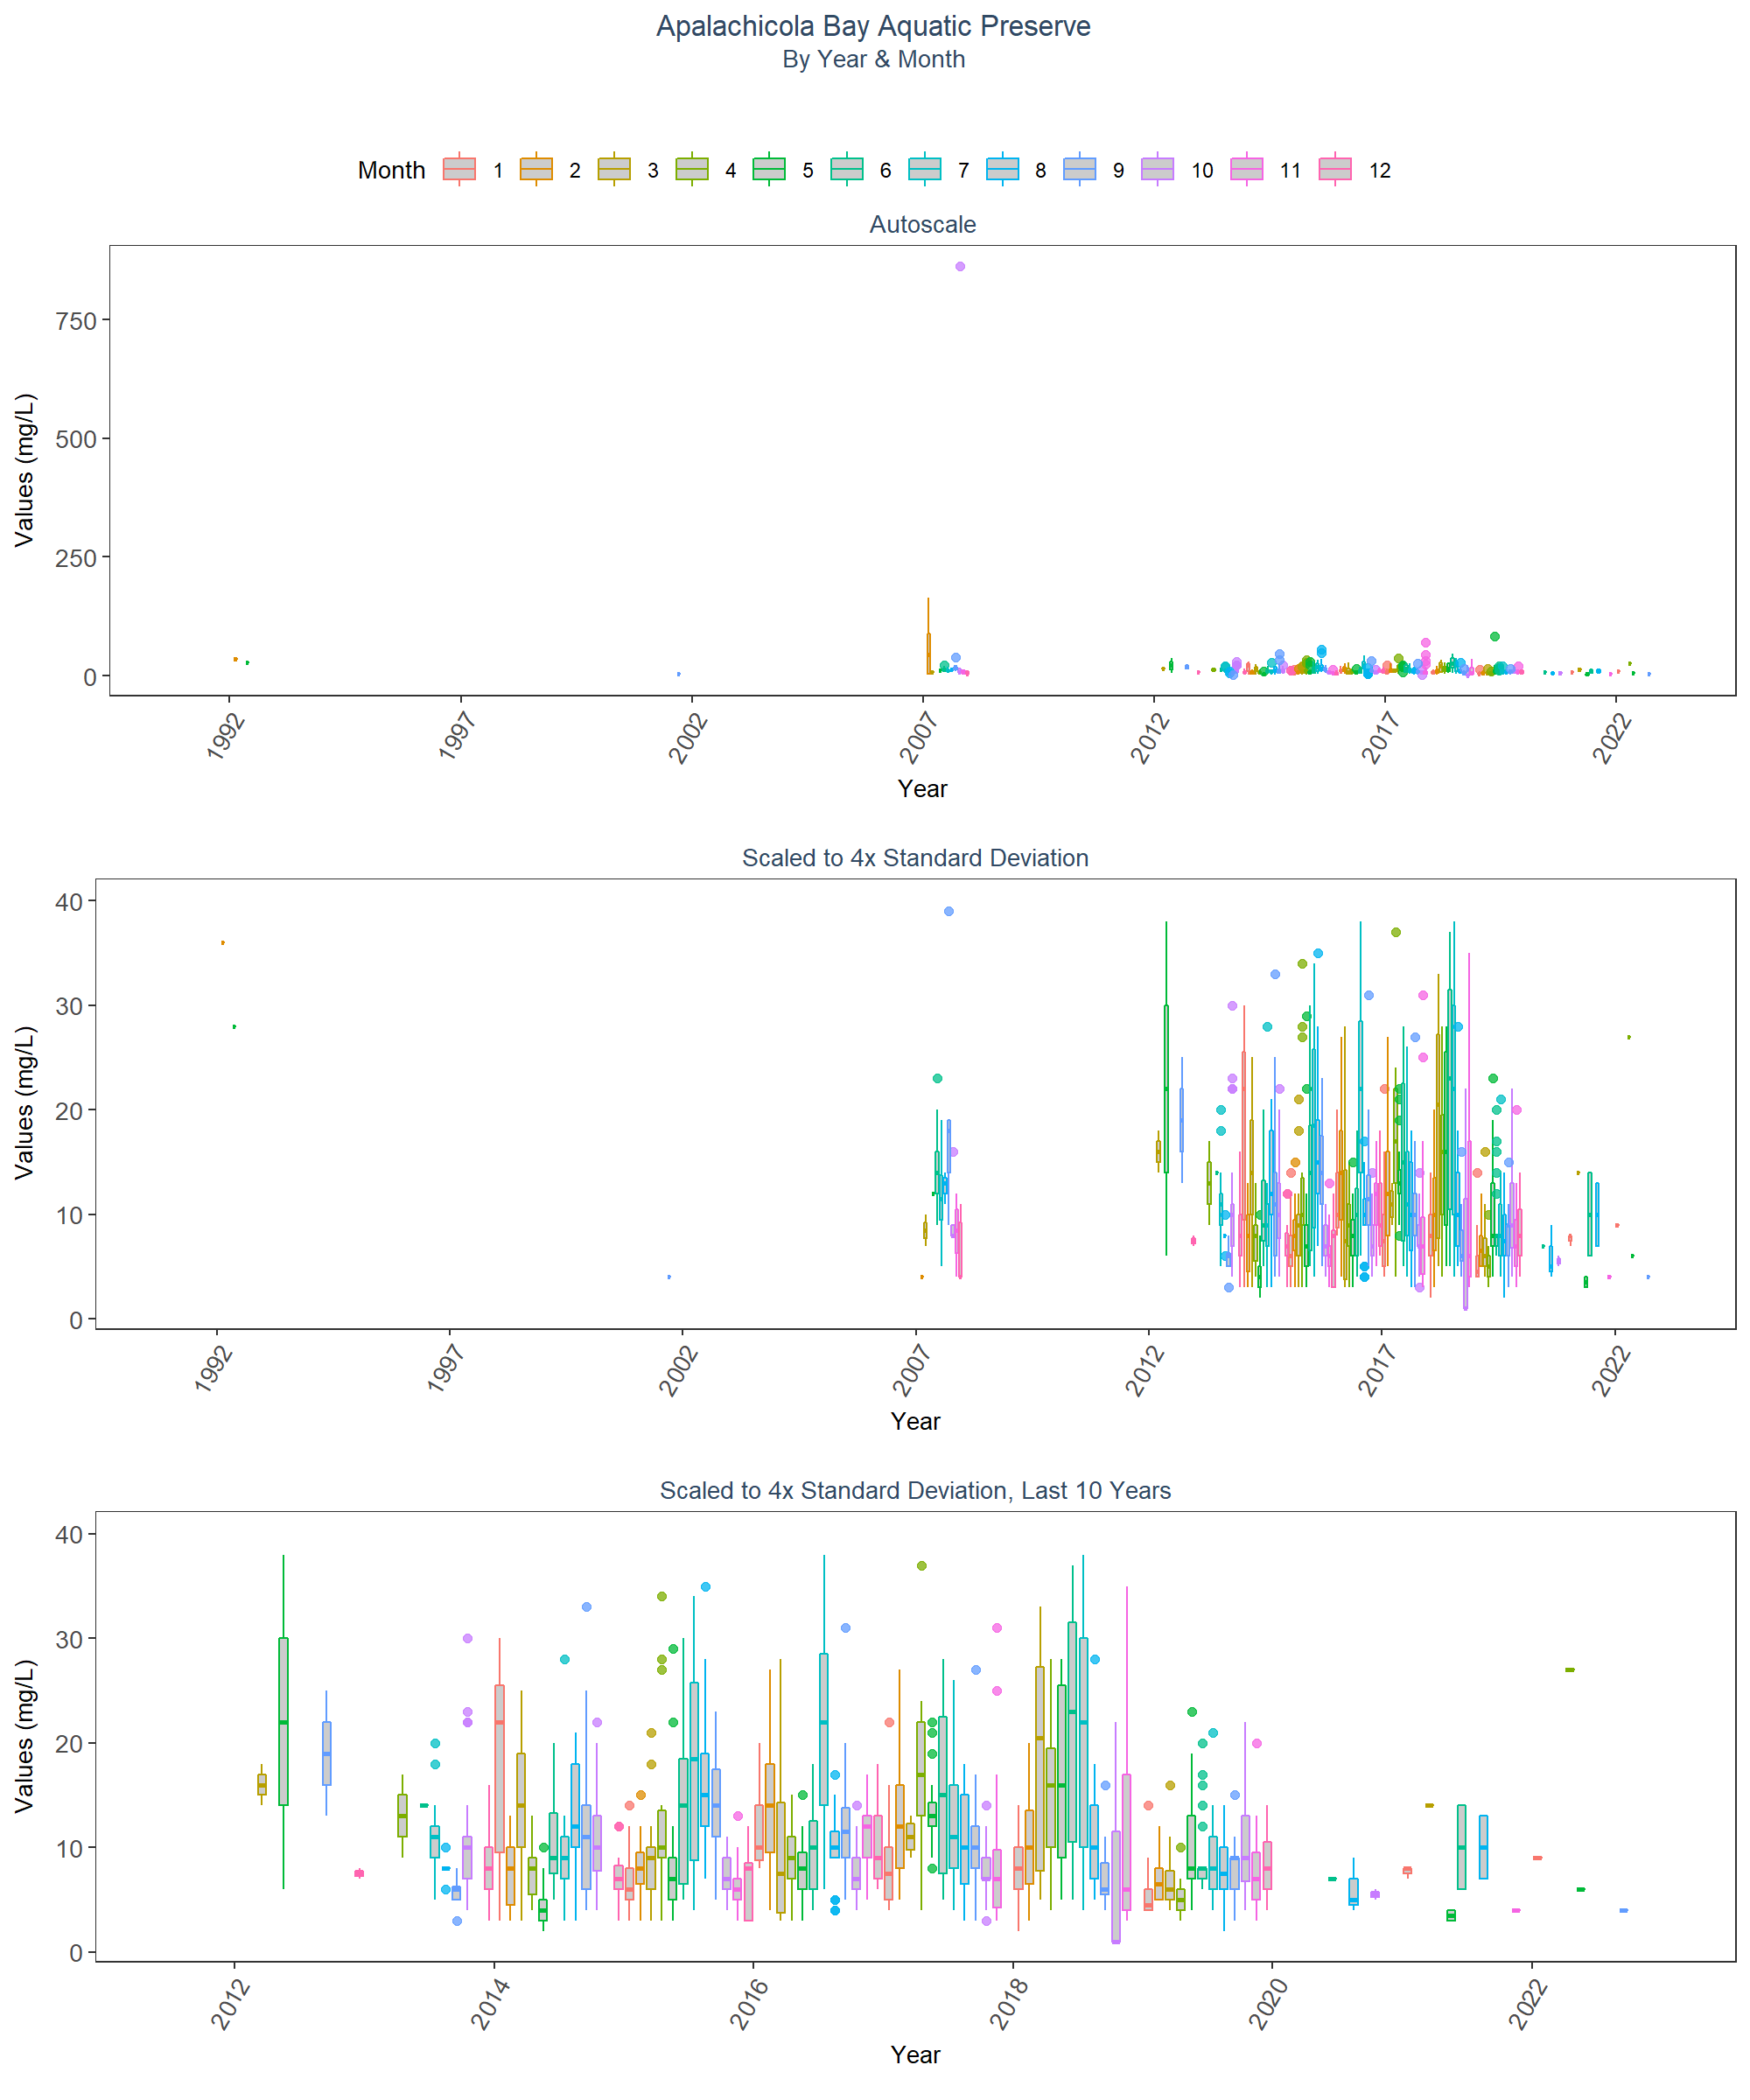 Apalachicola Bay Aquatic Preserve
By Year & Month
Month 1 2 3 4 5 6 7 8 9 10 11 12
Autoscale
Values (mg/L)
750
500
250
0
1992 1997 2002 2007 2012 2017 2022
Year
Scaled to 4x Standard Deviation
Values (mg/L)
40
30
20
10
0
1992 1997 2002 2007 2012 2017 2022
Year
Scaled to 4x Standard Deviation, Last 10 Years
Values (mg/L)
40
30
20
10
0
2012 2014 2016 2018 2020 2022
Year